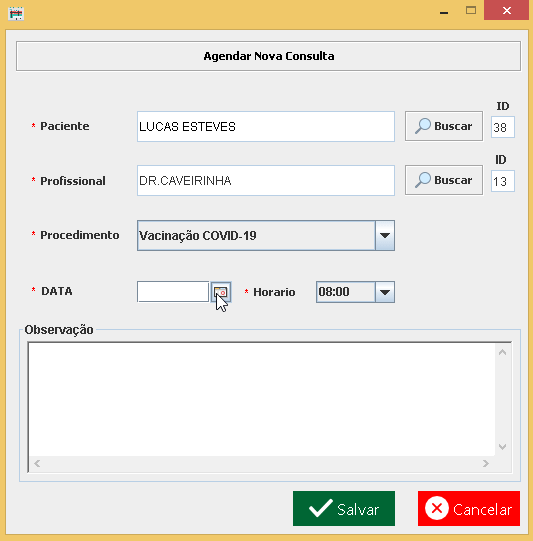 Agendar Nova Consulta
ID
* Paciente LUCAS ESTEVES Buscar 38
ID
* Profissional DR.CAVEIRINHA Buscar 13
* Procedimento Vacinação COVID-19
* DATA * Horario 08:00
Observação
Salvar Cancelar